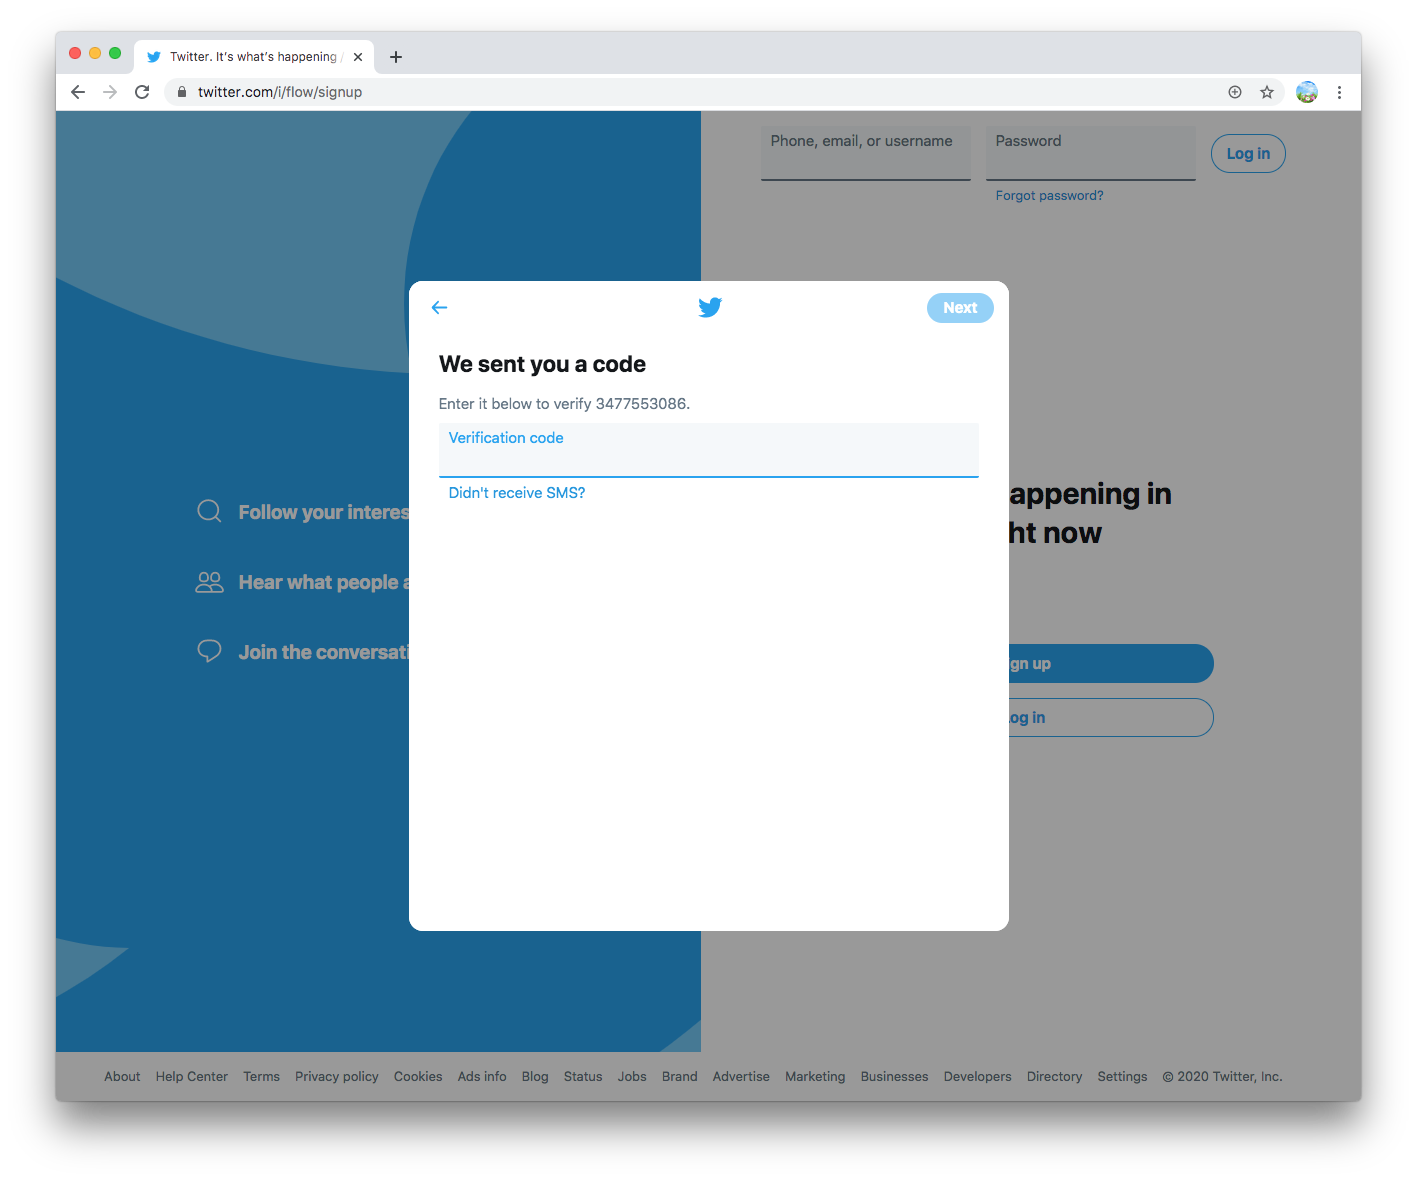 Twitter. It's what's happening /
twitter.com/i/flow/signup
Phone, email, or username
Password
Log in
Forgot password?
Next
We sent you a code
Enter it below to verify 3477553086.
Verification code
Didn't receive SMS?
Follow your interes
Hear what people a
Join the conversati
appening in
ht now
gn up
og in
About Help Center Terms Privacy policy Cookies Ads info Blog Status Jobs Brand Advertise Marketing Businesses Developers Directory Settings © 2020 Twitter, Inc.